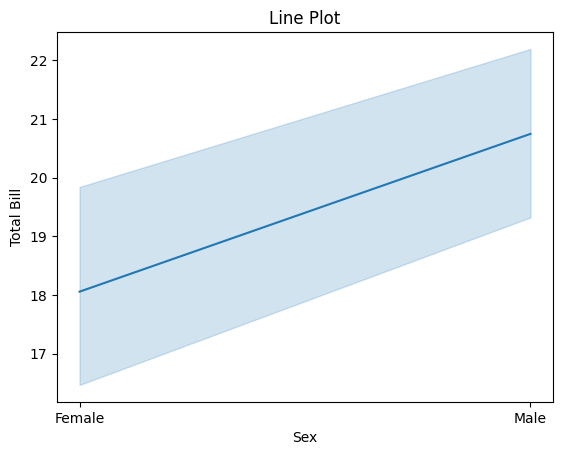 Line Plot
22
21
20
19
18
17
Total Bill
Female
Male
Sex